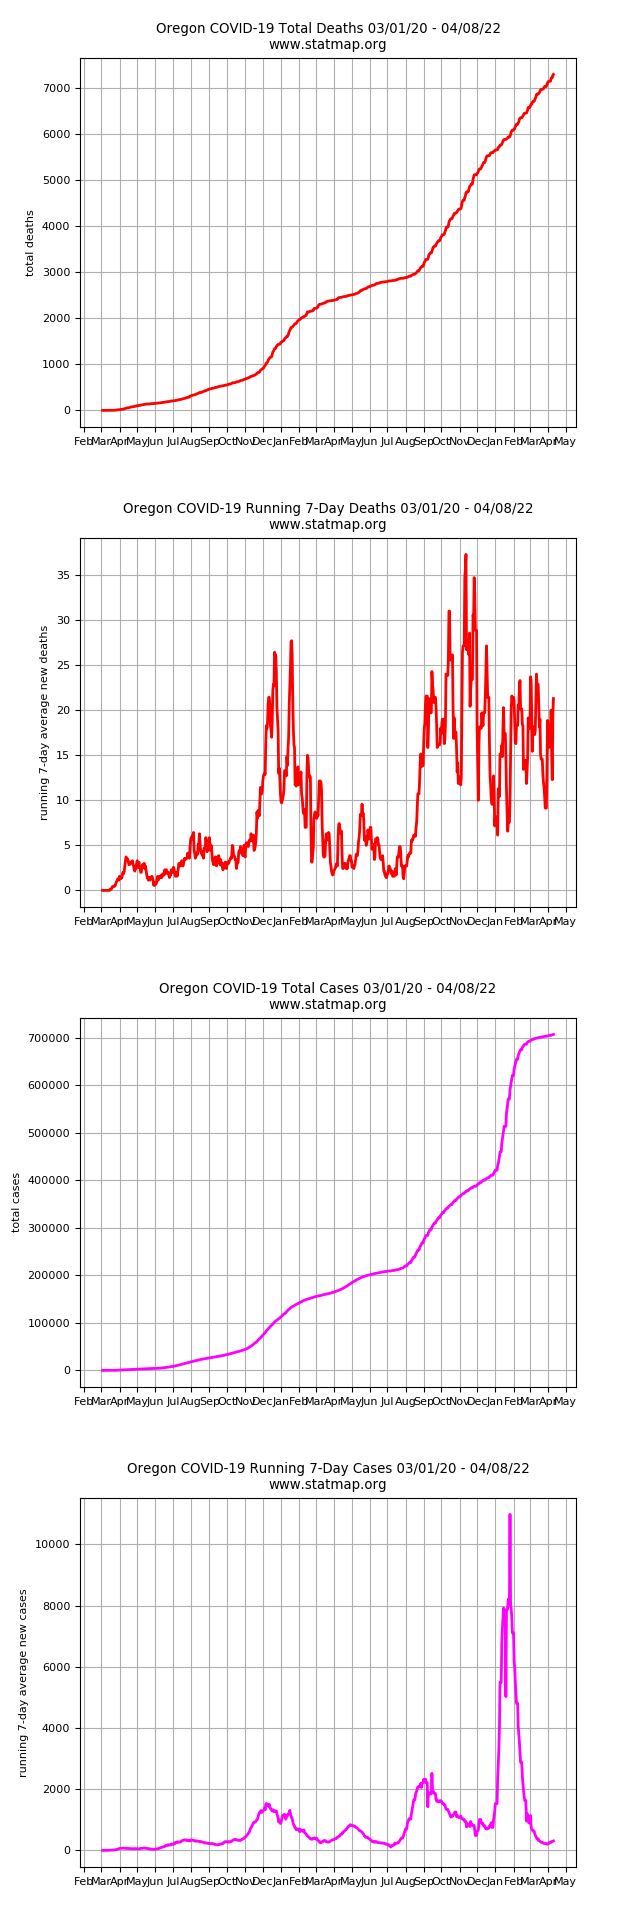 Oregon COVID-19 Total Deaths 03/01/20 - 04/08/22
www.statmap.org
7000
6000
5000
4000
3000
2000
1000
0
total deaths
Feb Mar Apr May Jun Jul Aug Sep Oct Nov Dec Jan Feb Mar Apr May Jun Jul Aug Sep Oct Nov Dec Jan Feb Mar Apr May
Oregon COVID-19 Running 7-Day Deaths 03/01/20 - 04/08/22
www.statmap.org
35
30
25
20
15
10
5
0
running 7-day average new deaths
Feb Mar Apr May Jun Jul Aug Sep Oct Nov Dec Jan Feb Mar Apr May Jun Jul Aug Sep Oct Nov Dec Jan Feb Mar Apr May
Oregon COVID-19 Total Cases 03/01/20 - 04/08/22
www.statmap.org
700000
600000
500000
400000
300000
200000
100000
0
total cases
Feb Mar Apr May Jun Jul Aug Sep Oct Nov Dec Jan Feb Mar Apr May Jun Jul Aug Sep Oct Nov Dec Jan Feb Mar Apr May
Oregon COVID-19 Running 7-Day Cases 03/01/20 - 04/08/22
www.statmap.org
10000
8000
6000
4000
2000
0
running 7-day average new cases
Feb Mar Apr May Jun Jul Aug Sep Oct Nov Dec Jan Feb Mar Apr May Jun Jul Aug Sep Oct Nov Dec Jan Feb Mar Apr May